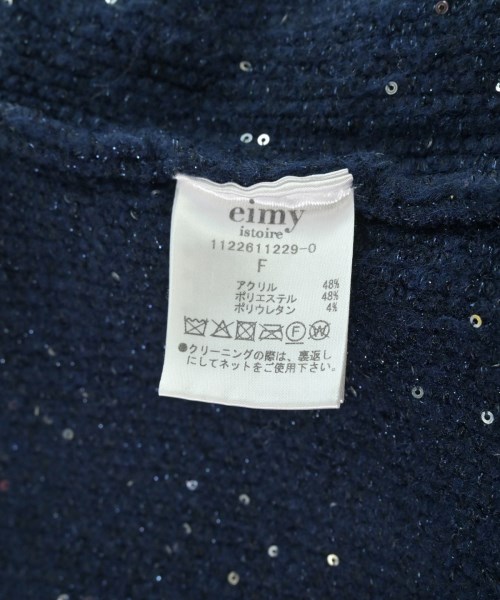 eimy
istoire
1122611229-0
F
アクリル 48%
ポリエステル 48%
ポリウレタン 4%
F W
●クリーニングの際は、裏返し
にしてネットをご使用下さい。